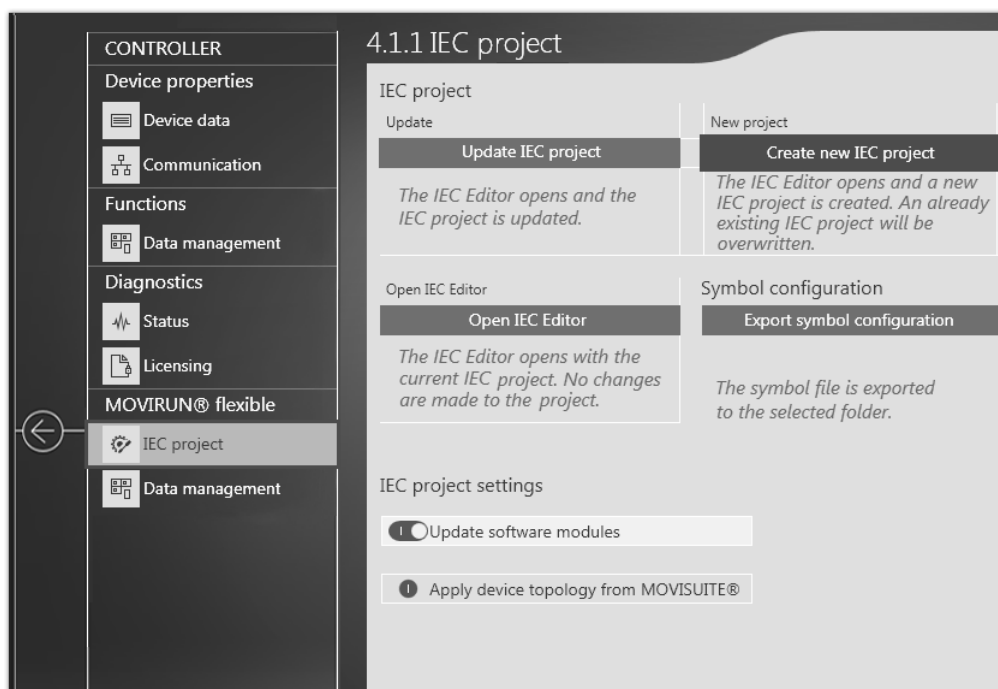 CONTROLLER
Device properties
Device data
Communication
Functions
Data management
Diagnostics
Status
Licensing
MOVIRUN® flexible
IEC project
Data management
4.1.1 IEC project
IEC project
Update
Update IEC project
The IEC Editor opens and the
IEC project is updated.
New project
Create new IEC project
The IEC Editor opens and a new
IEC project is created. An already
existing IEC project will be
overwritten.
Open IEC Editor
Open IEC Editor
The IEC Editor opens with the
current IEC project. No changes
are made to the project.
Symbol configuration
Export symbol configuration
The symbol file is exported
to the selected folder.
IEC project settings
Update software modules
Apply device topology from MOVISUITE®